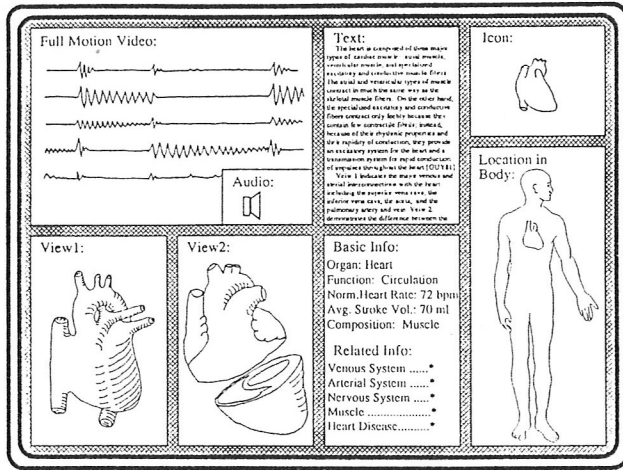 Full Motion Video:
Audio:
Text:
The heart is composed of three major
types of cardiac muscle atrial muscle,
ventricular muscle, and specialized
excitatory and conductive muscle fibers
The atrial and ventricular types of muscle
contract in much the same way as the
skeletal muscle fibers. On the other hand,
the specialized excitatory and conductive
fibers contract only feebly because they
contain few contractile fibrils, instead,
because of their rhythmic properties and
their rapidity of conduction, they provide
an excitatory system for the heart and a
transmission system for rapid conduction
of impulses throughout the heart
View 1 indicates the major venous and
arterial interconnections with the heart
including the superior vena cava, the
inferior vena cava, the aorta, and the
pulmonary artery and vein. View 2
demonstrates the difference between the
Icon:
Location in
Body:
View1:
View2:
Basic Info:
Organ: Heart
Function: Circulation
Norm.Heart Rate: 72 bpm
Avg. Stroke Vol.: 70 ml
Composition: Muscle
Related Info:
Venous System ......*
Arterial System .....*
Nervous System .....*
Muscle ..................*
Heart Disease..........*